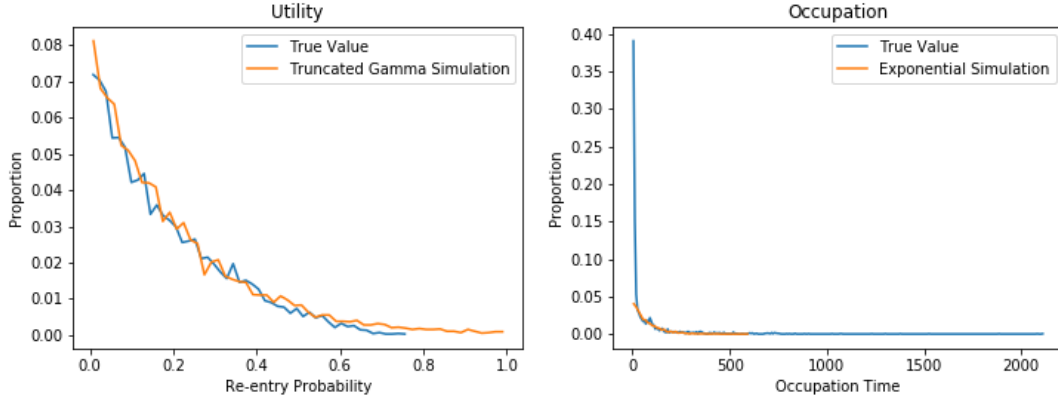 Utility
True Value
Truncated Gamma Simulation
Proportion
0.08
0.07
0.06
0.05
0.04
0.03
0.02
0.01
0.00
0.0 0.2 0.4 0.6 0.8 1.0
Re-entry Probability
Occupation
True Value
Exponential Simulation
Proportion
0.40
0.35
0.30
0.25
0.20
0.15
0.10
0.05
0.00
0 500 1000 1500 2000
Occupation Time